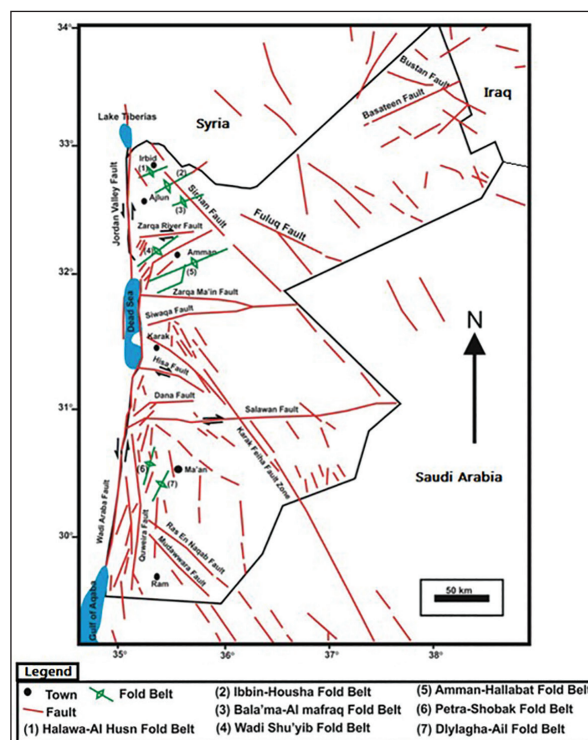 34°
33°
32°
31°
30°
35°
36°
37°
38°
Bustan Fault
Iraq
Basateen Fault
Syria
Lake Tiberias
Irbid
(1)
(2)
Ajlun
(3)
Sirhan Fault
Jordan Valley Fault
Zarqa River Fault
Fuluq Fault
(4)
Amman
(5)
Zarqa Ma'in Fault
Dead Sea
Siwaqa Fault
N
Karak
Hisa Fault
Dana Fault
Salawan Fault
Karak Feiha Fault Zone
Saudi Arabia
(6)
Ma'an
(7)
Wadi Araba Fault
Quweira Fault
Ras En Naqab Fault
Mudawwara Fault
Ram
Gulf of Aqaba
50 km
Legend
Town
Fold Belt
Fault
(1) Halawa-Al Husn Fold Belt
(2) Ibbin-Housha Fold Belt
(3) Bala'ma-Al mafraq Fold Belt
(4) Wadi Shu'yib Fold Belt
(5) Amman-Hallabat Fold Belt
(6) Petra-Shobak Fold Belt
(7) Dlylagha-Ail Fold Belt